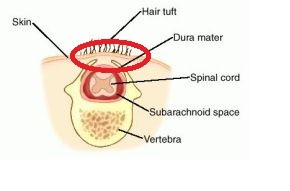 Hair tuft
Skin
Dura mater
Spinal cord
Subarachnoid space
Vertebra